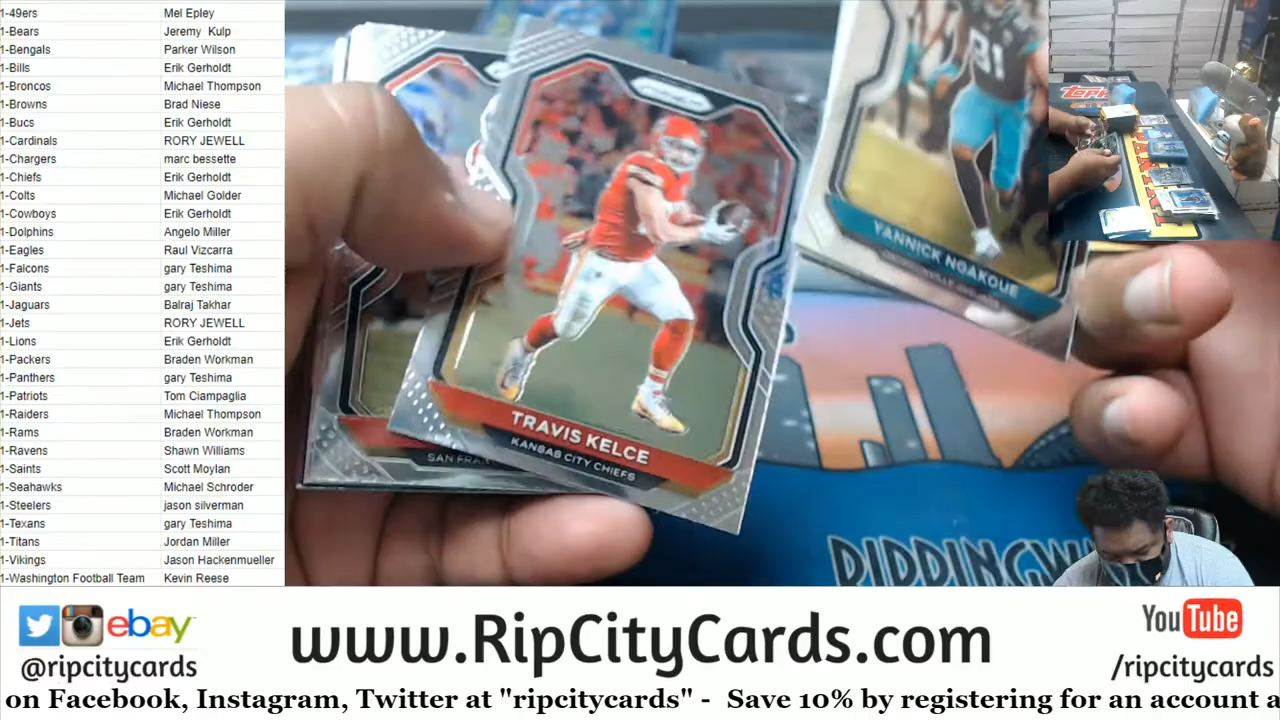 1-49ers Mel Epley
1-Bears Jeremy Kulp
1-Bengals Parker Wilson
1-Bills Erik Gerholdt
1-Broncos Michael Thompson
1-Browns Brad Niese
1-Bucs Erik Gerholdt
1-Cardinals RORY JEWELL
1-Chargers marc bessette
1-Chiefs Erik Gerholdt
1-Colts Michael Golder
1-Cowboys Erik Gerholdt
1-Dolphins Angelo Miller
1-Eagles Raul Vizcarra
1-Falcons gary Teshima
1-Giants gary Teshima
1-Jaguars Balraj Takhar
1-Jets RORY JEWELL
1-Lions Erik Gerholdt
1-Packers Braden Workman
1-Panthers gary Teshima
1-Patriots Tom Ciampaglia
1-Raiders Michael Thompson
1-Rams Braden Workman
1-Ravens Shawn Williams
1-Saints Scott Moylan
1-Seahawks Michael Schroder
1-Steelers jason silverman
1-Texans gary Teshima
1-Titans Jordan Miller
1-Vikings Jason Hackenmueller
1-Washington Football Team Kevin Reese
81
YANNICK NGAKOUE
TRAVIS KELCE
KANSAS CITY CHIEFS
SAN FRAN
topps
PANINI
RIPPINGW
ebay
@ripcitycards
www.RipCityCards.com
YouTube
/ripcitycards
on Facebook, Instagram, Twitter at "ripcitycards" - Save 10% by registering for an account a